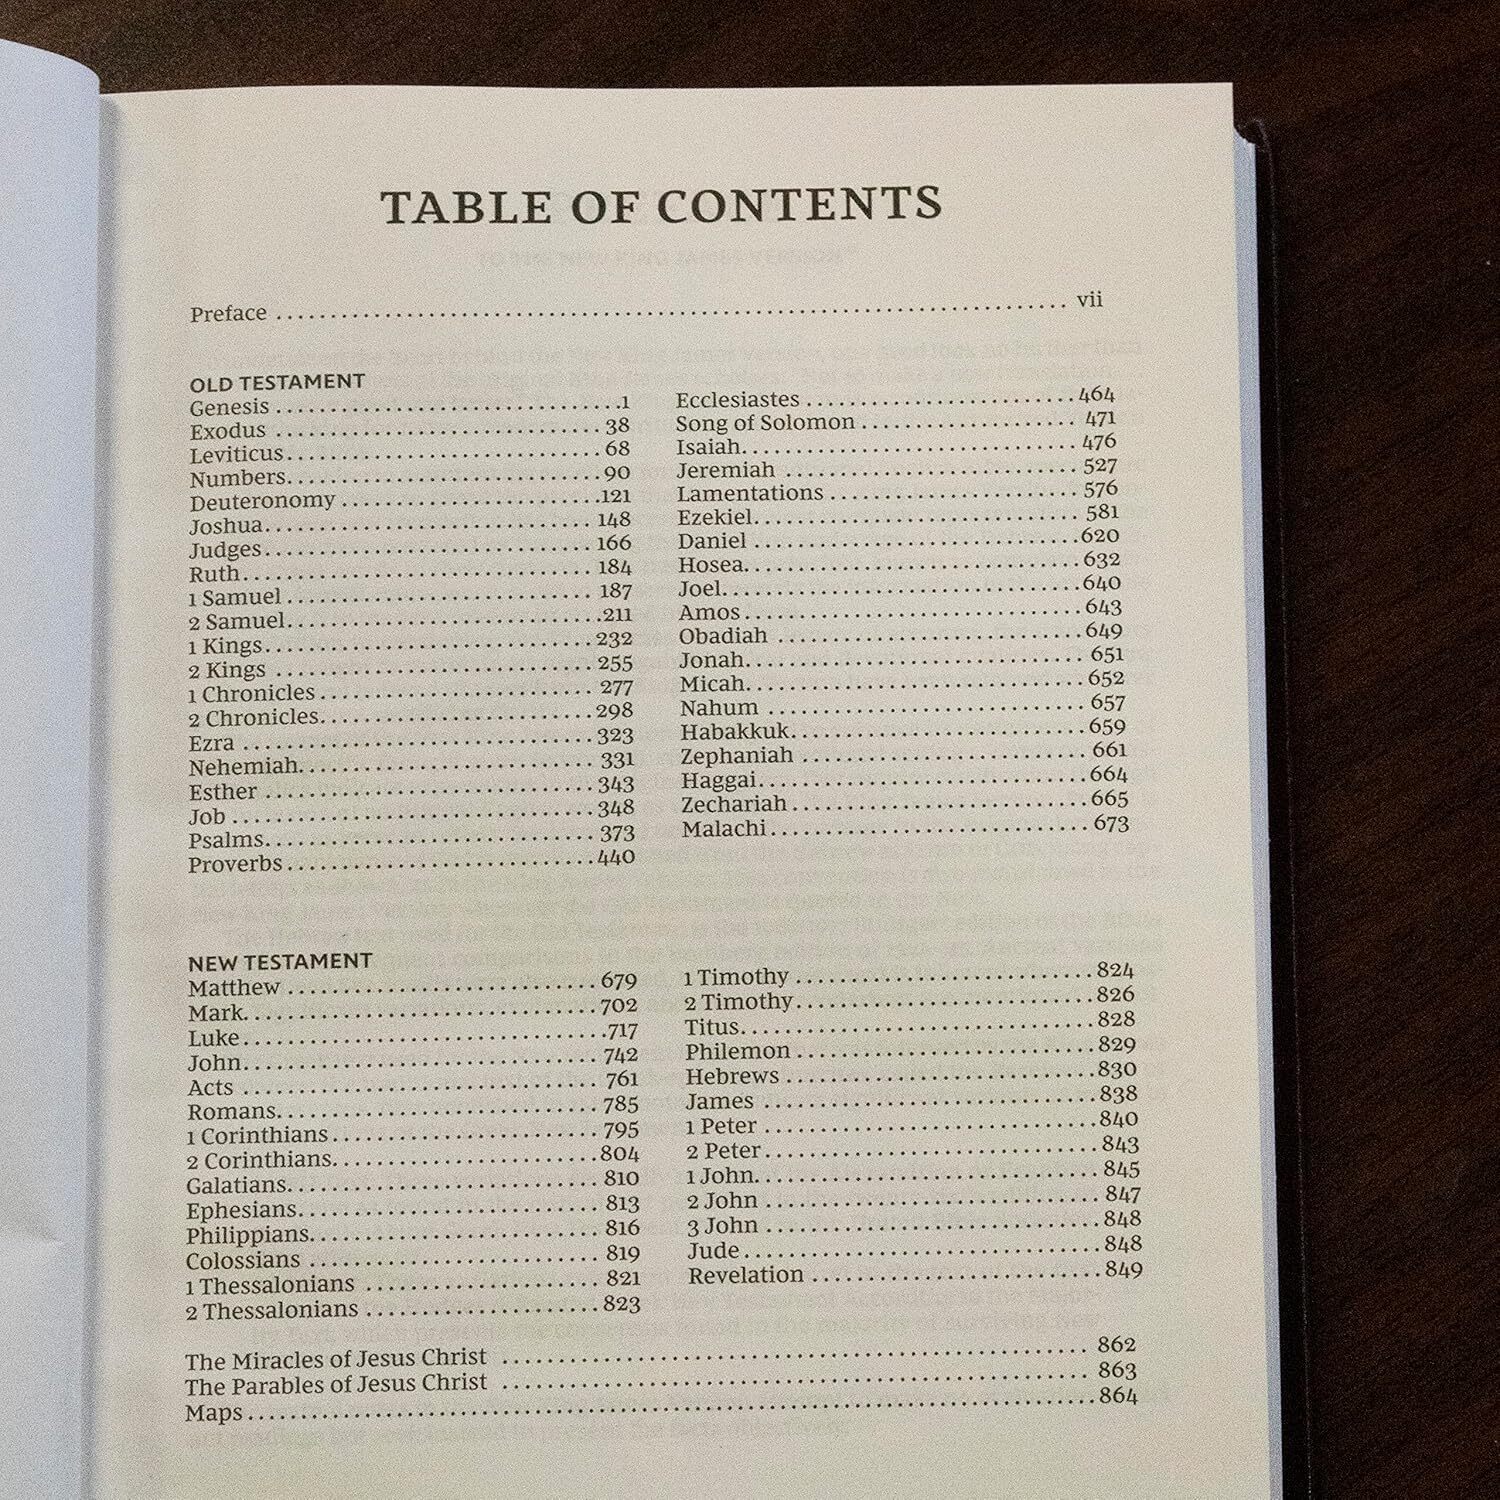 TABLE OF CONTENTS
Preface ........................................ vii
OLD TESTAMENT
Genesis ....................1
Exodus .................... 38
Leviticus.................... 68
Numbers....................90
Deuteronomy ....................121
Joshua.................... 148
Judges.................... 166
Ruth.................... 184
1 Samuel .................... 187
2 Samuel....................211
1 Kings....................232
2 Kings ....................255
1 Chronicles .................... 277
2 Chronicles....................298
Ezra ....................323
Nehemiah.................... 331
Esther ....................343
Job ....................348
Psalms.................... 373
Proverbs....................440
Ecclesiastes ....................464
Song of Solomon .................... 471
Isaiah.................... 476
Jeremiah .................... 527
Lamentations .................... 576
Ezekiel.................... 581
Daniel ....................620
Hosea....................632
Joel....................640
Amos....................643
Obadiah ....................649
Jonah.................... 651
Micah....................652
Nahum .................... 657
Habakkuk....................659
Zephaniah .................... 661
Haggai....................664
Zechariah....................665
Malachi.................... 673
NEW TESTAMENT
Matthew ....................679
Mark....................702
Luke....................717
John.................... 742
Acts .................... 761
Romans.................... 785
1 Corinthians.................... 795
2 Corinthians....................804
Galatians.................... 810
Ephesians.................... 813
Philippians.................... 816
Colossians .................... 819
1 Thessalonians .................... 821
2 Thessalonians ....................823
1 Timothy ....................824
2 Timothy....................826
Titus....................828
Philemon....................829
Hebrews ....................830
James ....................838
1 Peter ....................840
2 Peter....................843
1 John....................845
2 John .................... 847
3 John ....................848
Jude....................848
Revelation ....................849
The Miracles of Jesus Christ .................... 862
The Parables of Jesus Christ .................... 863
Maps....................864